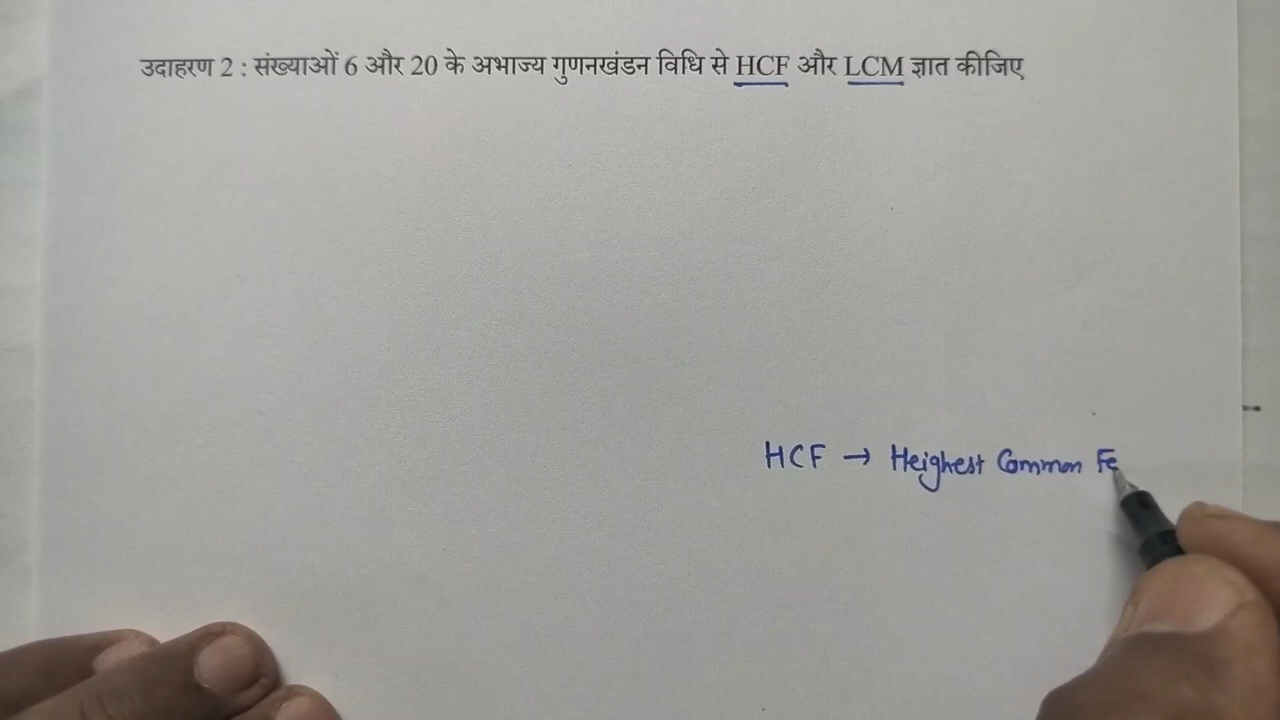 उदाहरण 2 : संख्याओं 6 और 20 के अभाज्य गुणनखंडन विधि से HCF और LCM ज्ञात कीजिए
HCF → Heighest Common